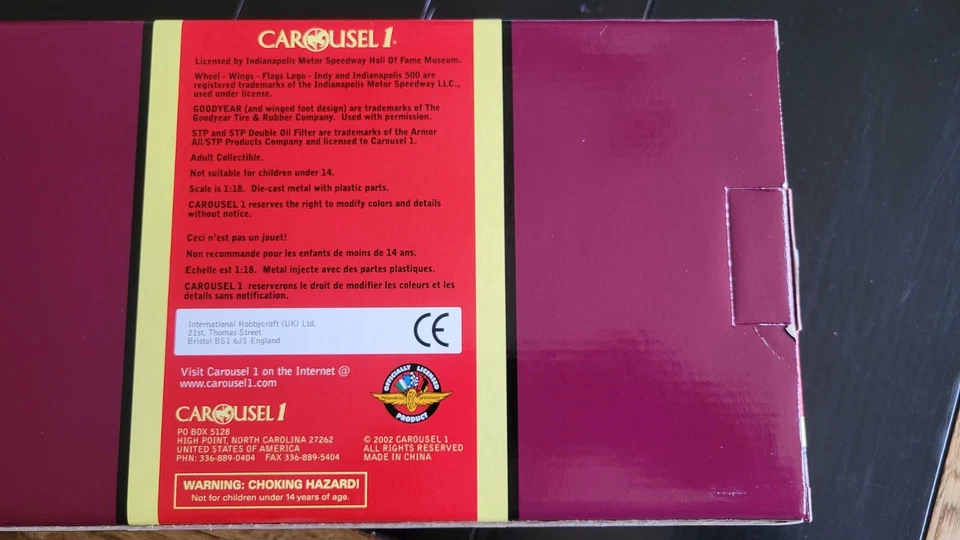 CAROUSEL 1®
Licensed by Indianapolis Motor Speedway Hall Of Fame Museum.
Wheel - Wings - Flags Logo - Indy and Indianapolis 500 are
registered trademarks of the Indianapolis Motor Speedway LLC.,
used under license.
GOODYEAR (and winged foot design) are trademarks of The
Goodyear Tire & Rubber Company. Used with permission.
STP and STP Double Oil Filter are trademarks of the Armor
All/STP Products Company and licensed to Carousel 1.
Adult Collectible.
Not suitable for children under 14.
Scale is 1:18. Die-cast metal with plastic parts.
CAROUSEL 1 reserves the right to modify colors and details
without notice.
Ceci n'est pas un jouet!
Non recommande pour les enfants de moins de 14 ans.
Echelle est 1:18. Metal injecte avec des partes plastiques.
CAROUSEL 1 reserverons le droit de modifier les coleurs et les
details sans notification.
International Hobbycraft (UK) Ltd.
21st. Thomas Street
Bristol BS1 6JS England
CE
Visit Carousel 1 on the Internet @
www.carousel1.com
OFFICIALLY LICENSED
INDIANAPOLIS SPEEDWAY
PRODUCT
CAROUSEL 1
PO BOX 5128
HIGH POINT, NORTH CAROLINA 27262
UNITED STATES OF AMERICA
PHN: 336-889-0404 FAX 336-889-5404
© 2002 CAROUSEL 1
ALL RIGHTS RESERVED
MADE IN CHINA
WARNING: CHOKING HAZARD!
Not for children under 14 years of age.